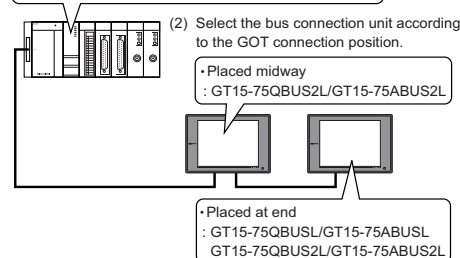 (2) Select the bus connection unit according
to the GOT connection position.
•Placed midway
: GT15-75QBUS2L/GT15-75ABUS2L
•Placed at end
: GT15-75QBUSL/GT15-75ABUSL
GT15-75QBUS2L/GT15-75ABUS2L